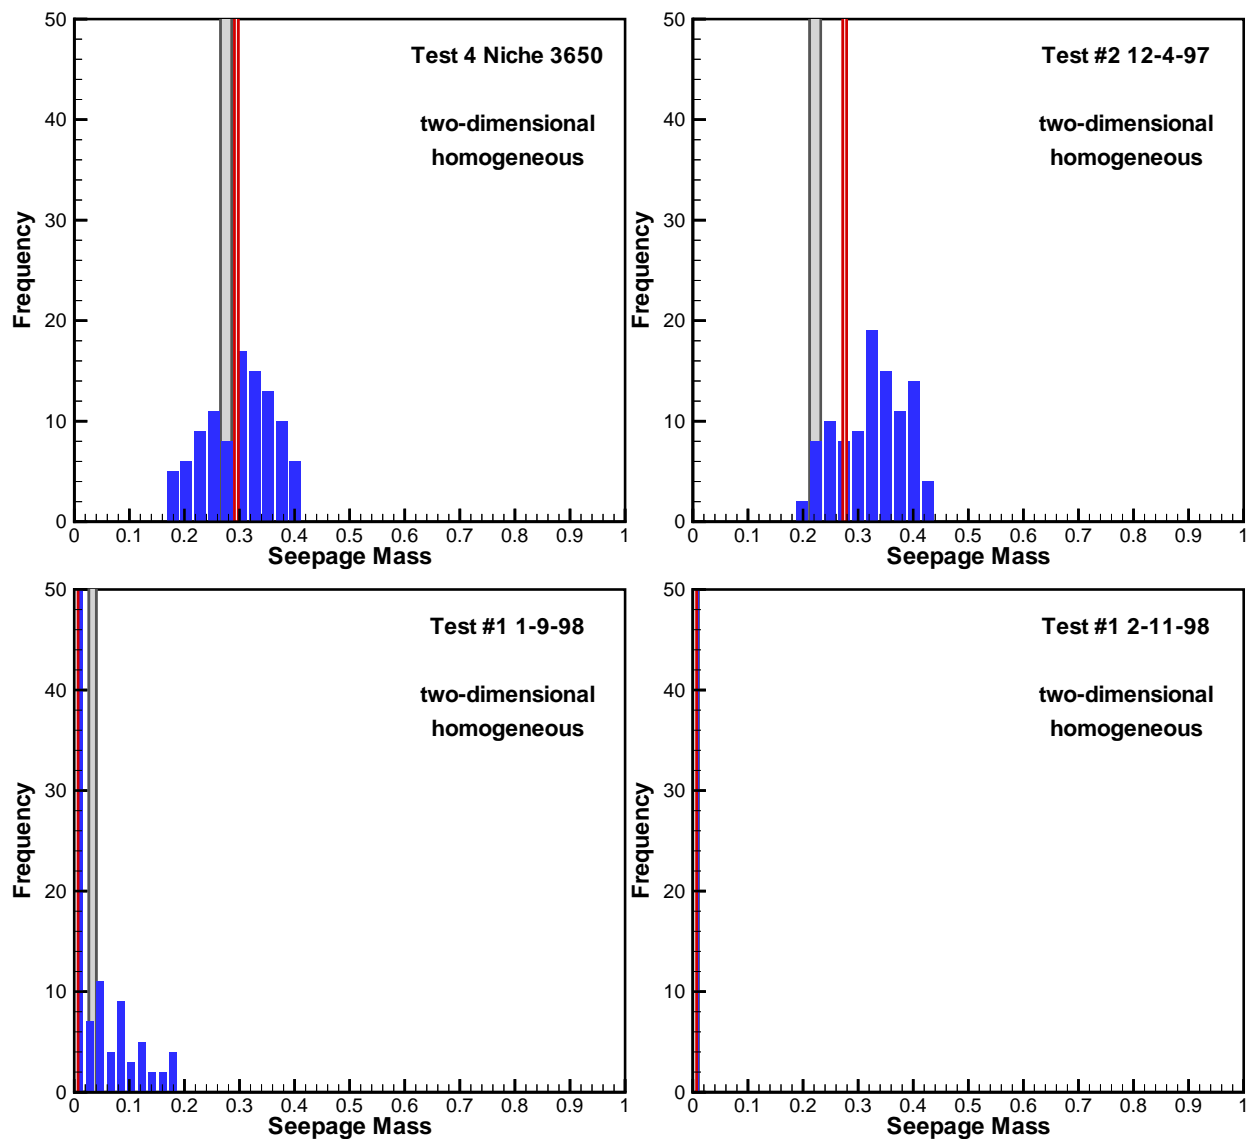 50
40
30
20
10
0
Frequency
Test 4 Niche 3650
two-dimensional
homogeneous
0 0.1 0.2 0.3 0.4 0.5 0.6 0.7 0.8 0.9 1
Seepage Mass
50
40
30
20
10
0
Frequency
Test #2 12-4-97
two-dimensional
homogeneous
0 0.1 0.2 0.3 0.4 0.5 0.6 0.7 0.8 0.9 1
Seepage Mass
50
40
30
20
10
0
Frequency
Test #1 1-9-98
two-dimensional
homogeneous
0 0.1 0.2 0.3 0.4 0.5 0.6 0.7 0.8 0.9 1
Seepage Mass
50
40
30
20
10
0
Frequency
Test #1 2-11-98
two-dimensional
homogeneous
0 0.1 0.2 0.3 0.4 0.5 0.6 0.7 0.8 0.9 1
Seepage Mass